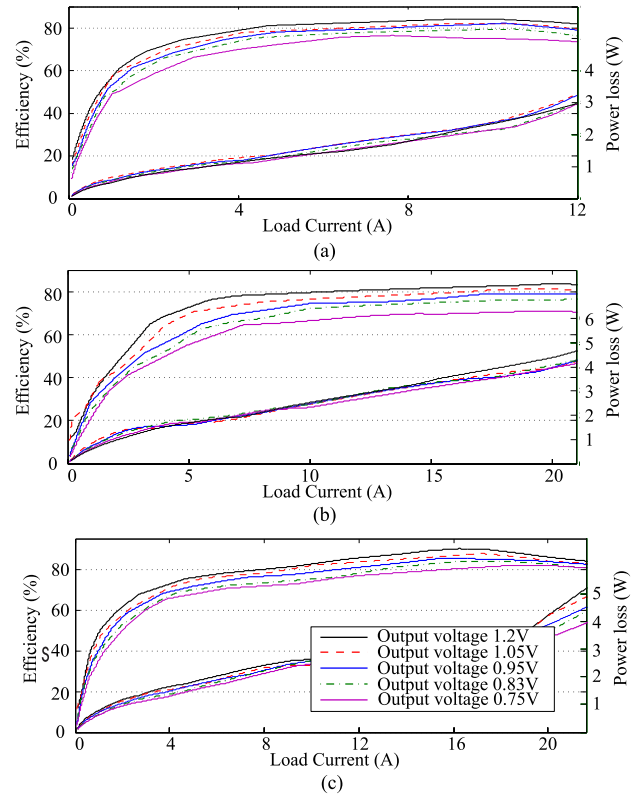 80
60
40
20
0
Efficiency (%)
4
3
2
1
Power loss (W)
0
4
8
12
Load Current (A)
(a)
80
60
40
20
0
Efficiency (%)
6
5
4
3
2
1
Power loss (W)
0
5
10
15
20
Load Current (A)
(b)
80
60
s40
20
0
Efficiency (%)
5
4
3
2
1
Power loss (W)
Output voltage 1.2V
Output voltage 1.05V
Output voltage 0.95V
Output voltage 0.83V
Output voltage 0.75V
0
4
8
12
16
20
Load Current (A)
(c)